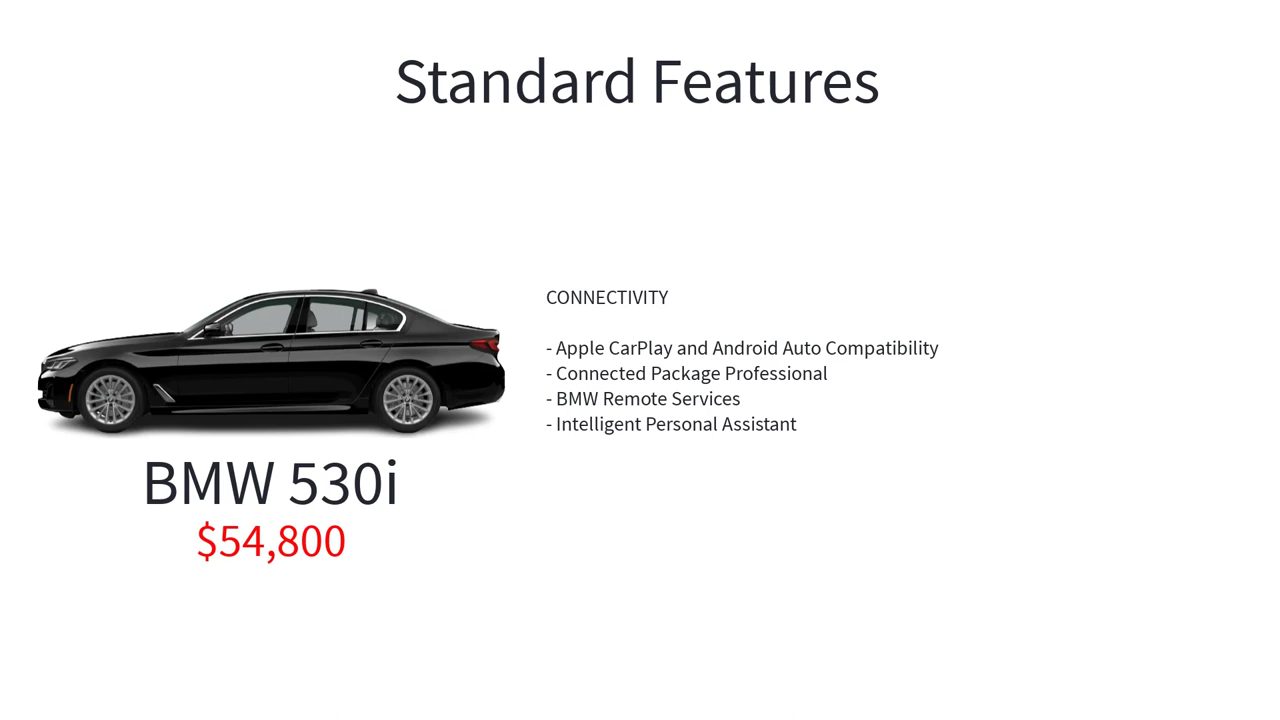 Standard Features
CONNECTIVITY
- Apple CarPlay and Android Auto Compatibility
- Connected Package Professional
- BMW Remote Services
- Intelligent Personal Assistant
BMW 530i
$54,800